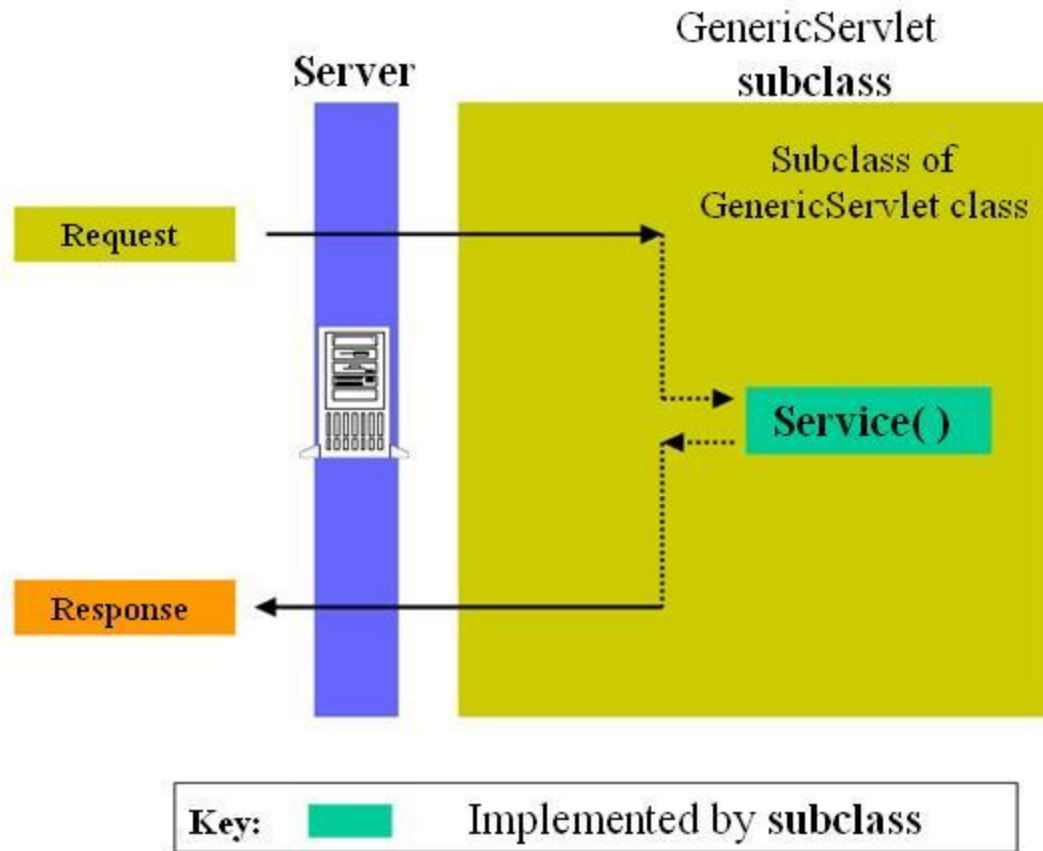 GenericServlet
subclass
Server
Subclass of
GenericServlet class
Request
Service( )
Response
Key: Implemented by subclass